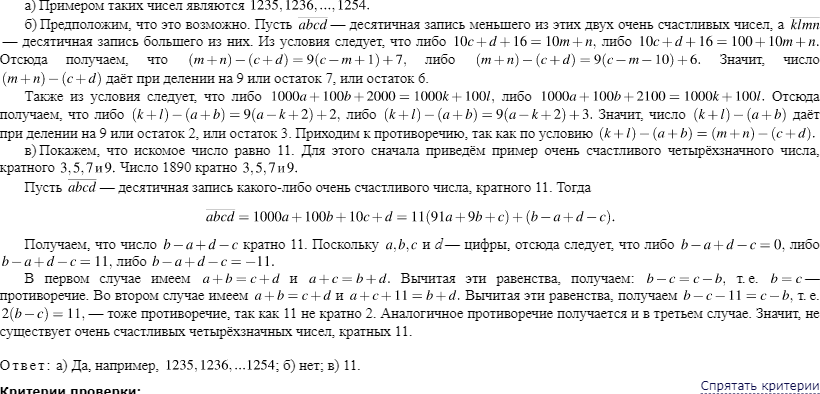 а) Примером таких чисел являются 1235, 1236, ..., 1254.
б) Предположим, что это возможно. Пусть abcd — десятичная запись меньшего из этих двух очень счастливых чисел, а klmn
— десятичная запись большего из них. Из условия следует, что либо 10c+d+16=10m+n, либо 10c+d+16=100+10m+n.
Отсюда получаем, что (m+n)−(c+d)=9(c−m+1)+7, либо (m+n)−(c+d)=9(c−m−10)+6. Значит, число
(m+n)−(c+d) даёт при делении на 9 или остаток 7, или остаток 6.
Также из условия следует, что либо 1000a+100b+2000=1000k+100l, либо 1000a+100b+2100=1000k+100l. Отсюда
получаем, что либо (k+l)−(a+b)=9(a−k+2)+2, либо (k+l)−(a+b)=9(a−k+2)+3. Значит, число (k+l)−(a+b) даёт
при делении на 9 или остаток 2, или остаток 3. Приходим к противоречию, так как по условию (k+l)−(a+b)=(m+n)−(c+d).
в) Покажем, что искомое число равно 11. Для этого сначала приведём пример очень счастливого четырёхзначного числа,
кратного 3,5,7и9. Число 1890 кратно 3,5,7и9.
Пусть abcd — десятичная запись какого-либо очень счастливого числа, кратного 11. Тогда
abcd=1000a+100b+10c+d=11(91a+9b+c)+(b−a+d−c).
Получаем, что число b−a+d−c кратно 11. Поскольку a,b,c и d— цифры, отсюда следует, что либо b−a+d−c=0, либо
b−a+d−c=11, либо b−a+d−c=−11.
В первом случае имеем a+b=c+d и a+c=b+d. Вычитая эти равенства, получаем: b−c=c−b, т. е. b=c—
противоречие. Во втором случае имеем a+b=c+d и a+c+11=b+d. Вычитая эти равенства, получаем b−c−11=c−b, т. е.
2(b−c)=11, — тоже противоречие, так как 11 не кратно 2. Аналогичное противоречие получается и в третьем случае. Значит, не
существует очень счастливых четырёхзначных чисел, кратных 11.
Ответ: а) Да, например, 1235,1236,...1254; б) нет; в) 11.
Спрятать критерии
Критерии проверки: